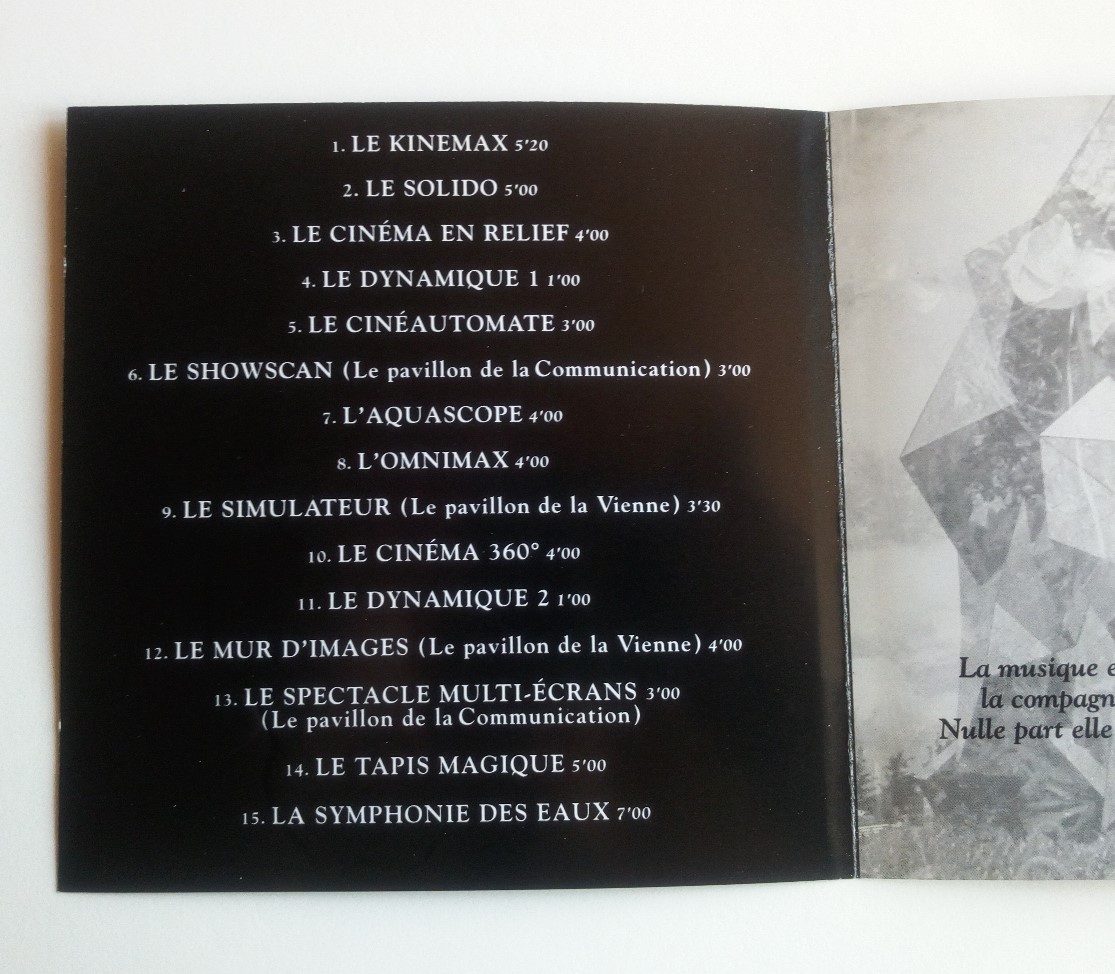 1. LE KINEMAX 5'20
2. LE SOLIDO 5'00
3. LE CINÉMA EN RELIEF 4'00
4. LE DYNAMIQUE 1 1'00
5. LE CINÉAUTOMATE 3'00
6. LE SHOWSCAN (Le pavillon de la Communication) 3'00
7. L'AQUASCOPE 4'00
8. L'OMNIMAX 4'00
9. LE SIMULATEUR (Le pavillon de la Vienne) 3'30
10. LE CINÉMA 360° 4'00
11. LE DYNAMIQUE 2 1'00
12. LE MUR D'IMAGES (Le pavillon de la Vienne) 4'00
13. LE SPECTACLE MULTI-ÉCRANS 3'00
(Le pavillon de la Communication)
14. LE TAPIS MAGIQUE 5'00
15. LA SYMPHONIE DES EAUX 7'00
La musique
la
Nulle part elle